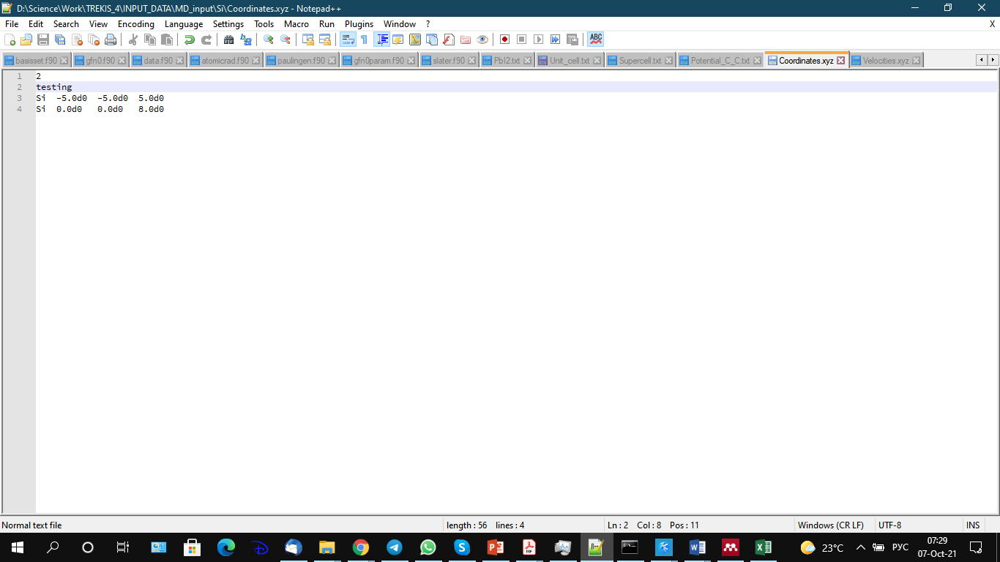 D:\Science\Work\TREKIS_4\INPUT_DATA\MD_input\Si\Coordinates.xyz - Notepad++
File Edit Search View Encoding Language Settings Tools Macro Run Plugins Window ? X
ABC
basisset.f90 gfn0.f90 data.f90 atomicrad.f90 paulingen.f90 gfn0param.f90 slater.f90 PbI2.txt Unit_cell.txt Supercell.txt Potential_C_C.txt Coordinates.xyz Velocities.xyz
1 2
2 testing
3 Si -5.0d0 -5.0d0 5.0d0
4 Si 0.0d0 0.0d0 8.0d0
Normal text file length : 56 lines : 4 Ln : 2 Col : 8 Pos : 11 Windows (CR LF) UTF-8 INS
23°C РУС 07:29
07-Oct-21